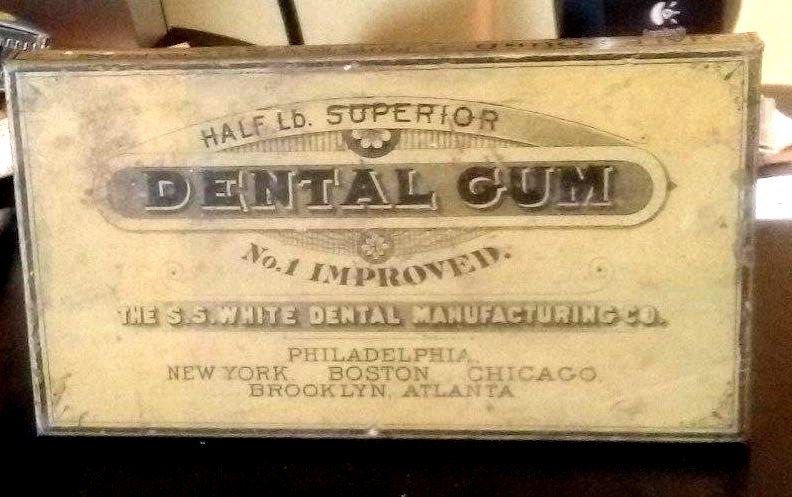 HALF Lb. SUPERIOR
DENTAL GUM
No.1 IMPROVED.
THE S.S. WHITE DENTAL MANUFACTURING CO.
PHILADELPHIA,
NEW YORK BOSTON CHICAGO
BROOKLYN, ATLANTA